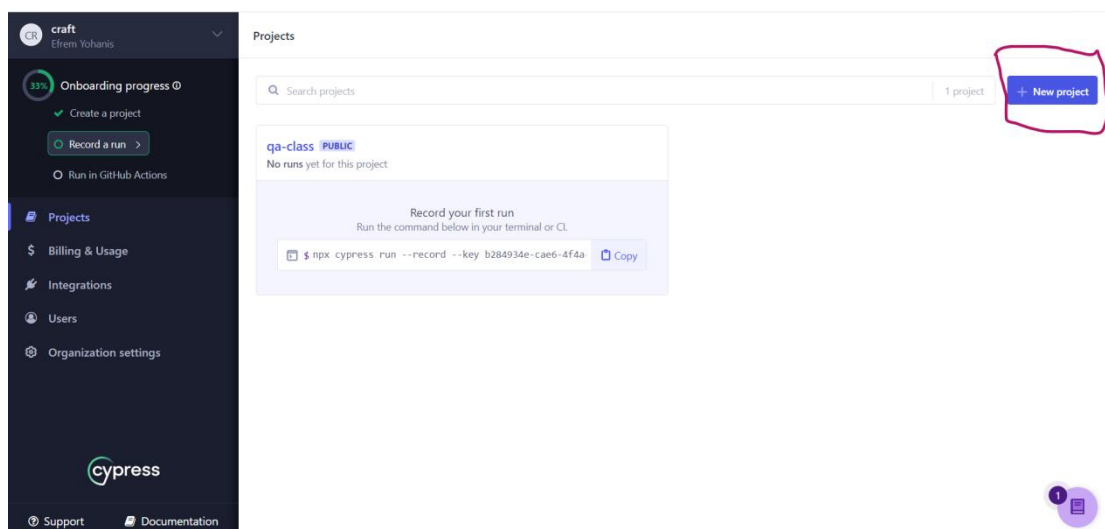 CR
craft
Efrem Yohanis
33%
Onboarding progress
Create a project
Record a run >
Run in GitHub Actions
Projects
$ Billing & Usage
Integrations
Users
Organization settings
cypress
Support
Documentation
Projects
Search projects
1 project
+ New project
qa-class PUBLIC
No runs yet for this project
Record your first run
Run the command below in your terminal or CI.
$ npx cypress run --record --key b284934e-cae6-4f4a
Copy
1